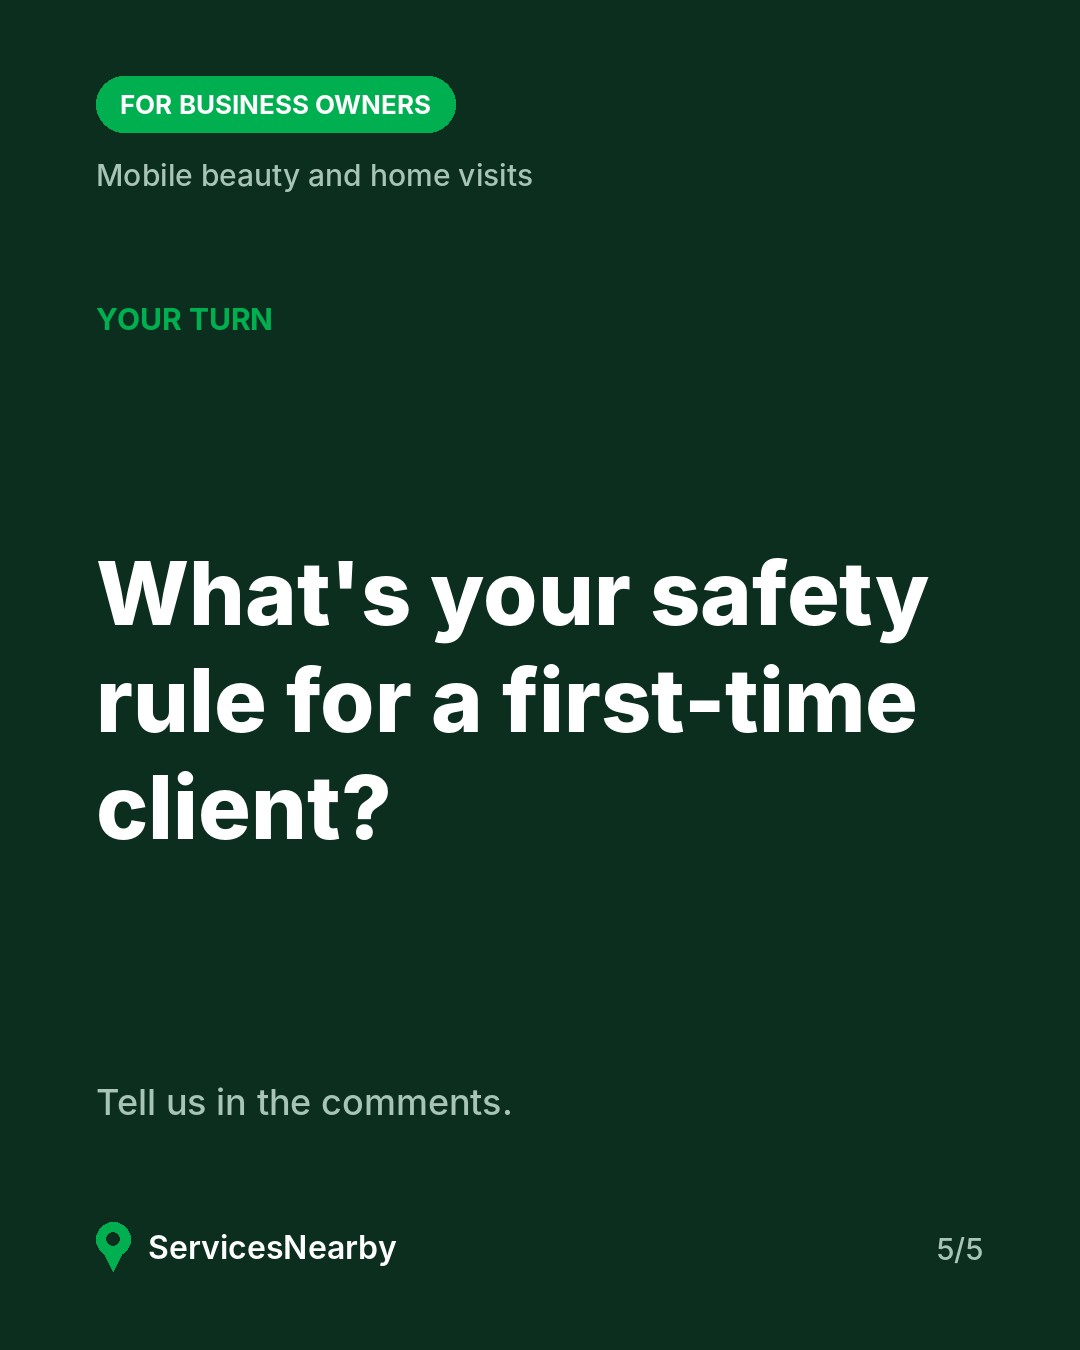 FOR BUSINESS OWNERS
Mobile beauty and home visits
YOUR TURN
What's your safety
rule for a first-time
client?
Tell us in the comments.
ServicesNearby
5/5